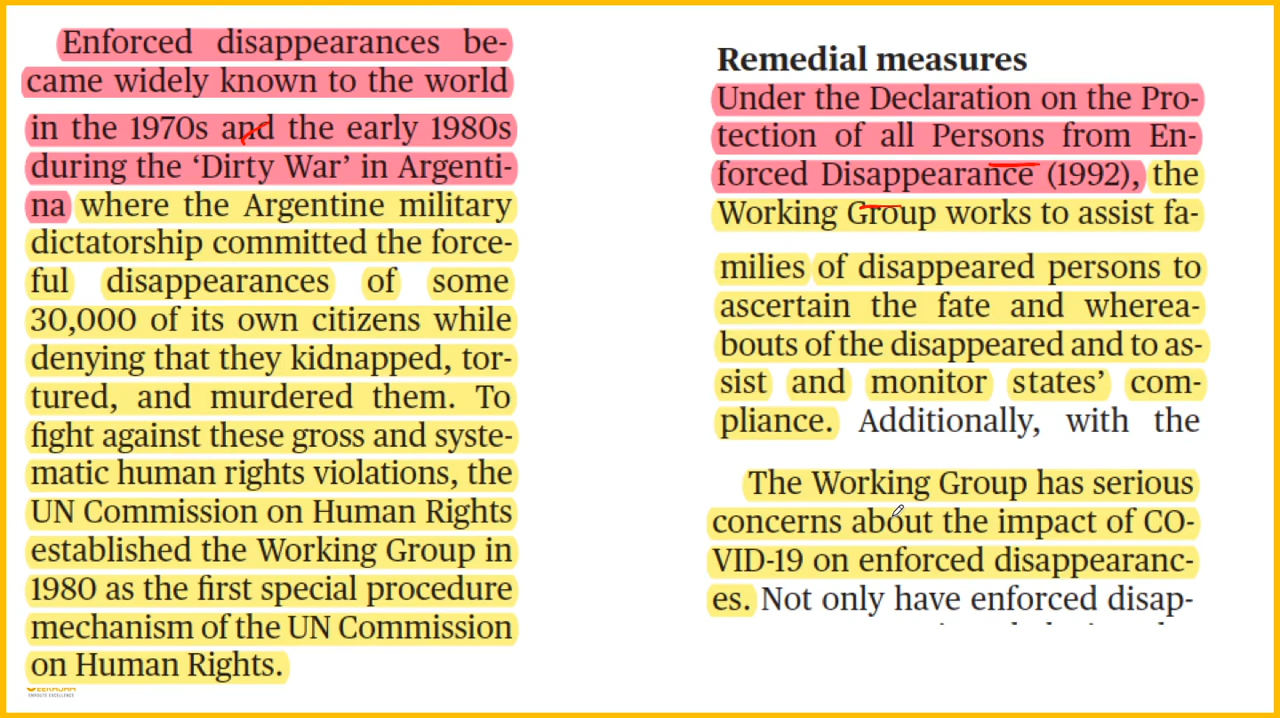 Enforced disappearances be-
came widely known to the world
in the 1970s and the early 1980s
during the ‘Dirty War’ in Argenti-
na where the Argentine military
dictatorship committed the force-
ful disappearances of some
30,000 of its own citizens while
denying that they kidnapped, tor-
tured, and murdered them. To
fight against these gross and syste-
matic human rights violations, the
UN Commission on Human Rights
established the Working Group in
1980 as the first special procedure
mechanism of the UN Commission
on Human Rights.
Remedial measures
Under the Declaration on the Pro-
tection of all Persons from En-
forced Disappearance (1992), the
Working Group works to assist fa-
milies of disappeared persons to
ascertain the fate and wherea-
bouts of the disappeared and to as-
sist and monitor states’ com-
pliance. Additionally, with the
The Working Group has serious
concerns about the impact of CO-
VID-19 on enforced disappearanc-
es. Not only have enforced disap-